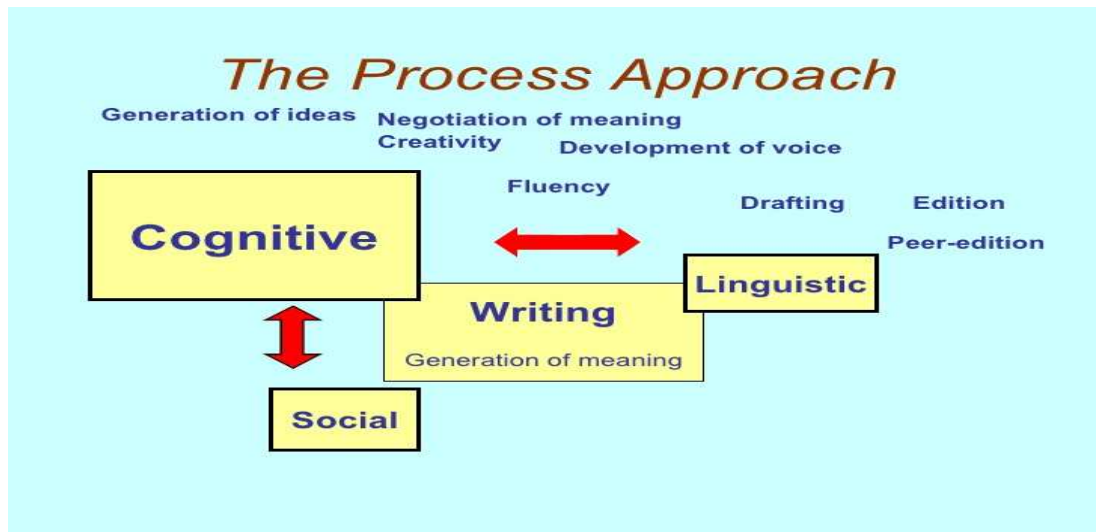 The Process Approach
Generation of ideas
Negotiation of meaning
Creativity
Development of voice
Fluency
Drafting
Edition
Peer-edition
Cognitive
Linguistic
Writing
Generation of meaning
Social